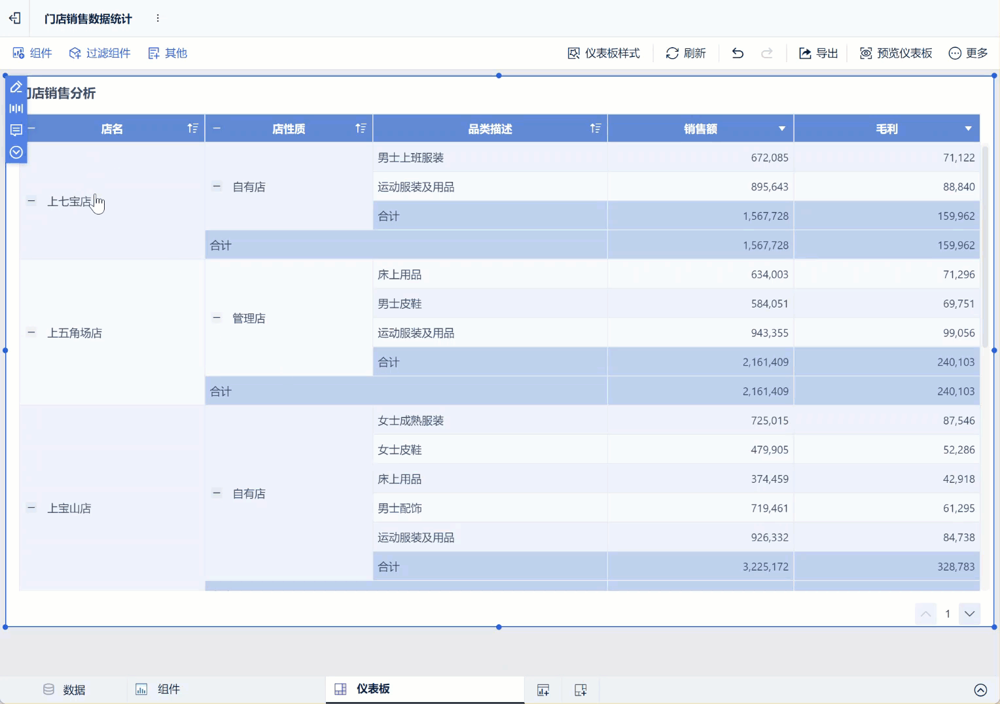 门店销售数据统计
组件 过滤组件 其他 仪表板样式 刷新 导出 预览仪表板 更多
门店销售分析
店名 店性质 品类描述 销售额 毛利
男士上班服装 672,085 71,122
自有店 运动服装及用品 895,643 88,840
上七宝店 合计 1,567,728 159,962
合计 1,567,728 159,962
床上用品 634,003 71,296
男士皮鞋 584,051 69,751
管理店
上五角场店 运动服装及用品 943,355 99,056
合计 2,161,409 240,103
合计 2,161,409 240,103
女士成熟服装 725,015 87,546
女士皮鞋 479,905 52,286
床上用品 374,459 42,918
自有店
上宝山店 男士配饰 719,461 61,295
运动服装及用品 926,332 84,738
合计 3,225,172 328,783
1
数据 组件 仪表板